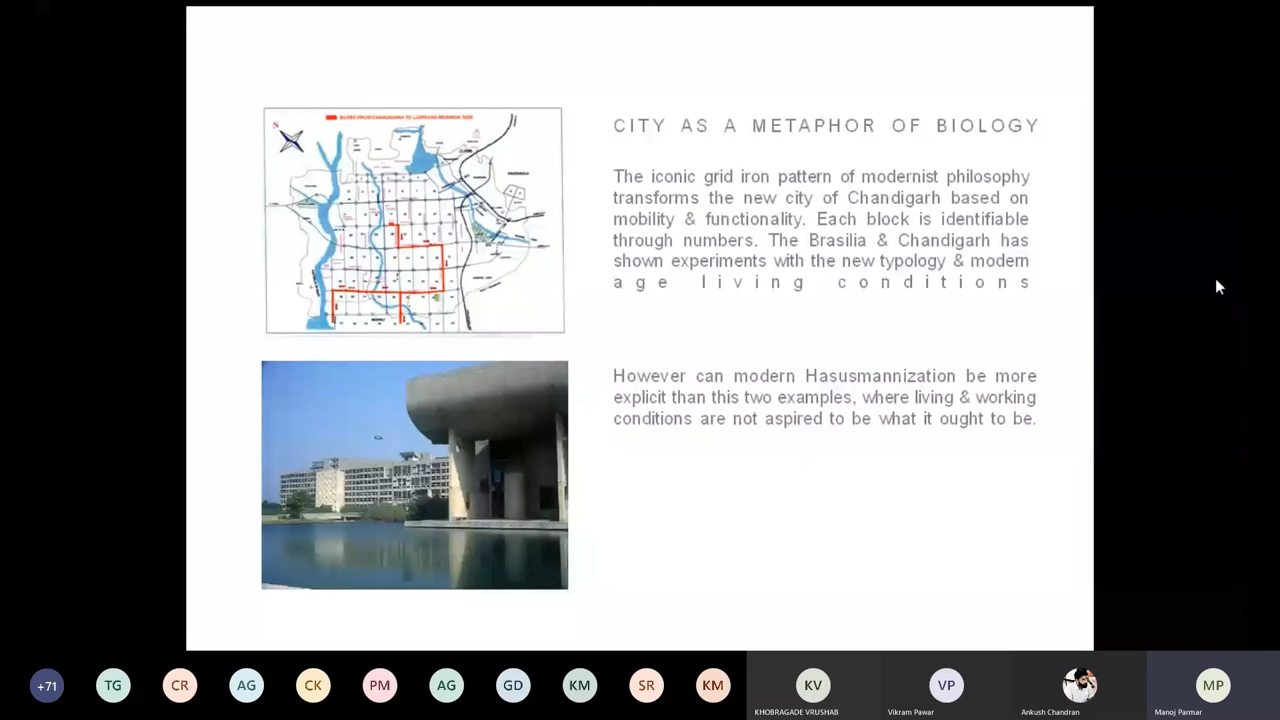 CITY AS A METAPHOR OF BIOLOGY
The iconic grid iron pattern of modernist philosophy
transforms the new city of Chandigarh based on
mobility & functionality. Each block is identifiable
through numbers. The Brasilia & Chandigarh has
shown experiments with the new typology & modern
age living conditions
However can modern Hasusmannization be more
explicit than this two examples, where living & working
conditions are not aspired to be what it ought to be.
+71
TG
CR
AG
CK
PM
AG
GD
KM
SR
KM
KV
VP
MP
KHOBRAGADE VRUSHAB
Vikram Pawar
Ankush Chandran
Manoj Parmar